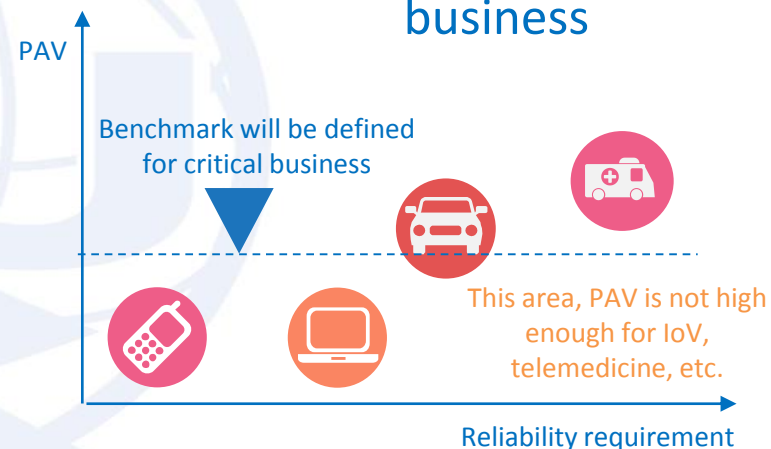 business
PAV
Benchmark will be defined
for critical business
This area, PAV is not high
enough for IoV,
telemedicine, etc.
Reliability requirement